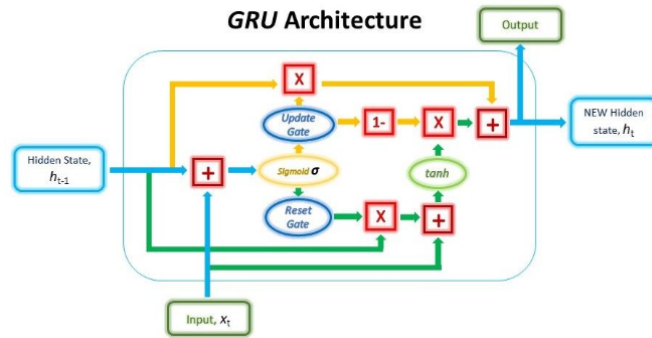 GRU Architecture
Output
X
Update
Gate
1-
X
+
NEW Hidden
state, hₜ
Hidden State,
hₜ₋₁
+
Sigmoid σ
tanh
Reset
Gate
X
+
Input, xₜ